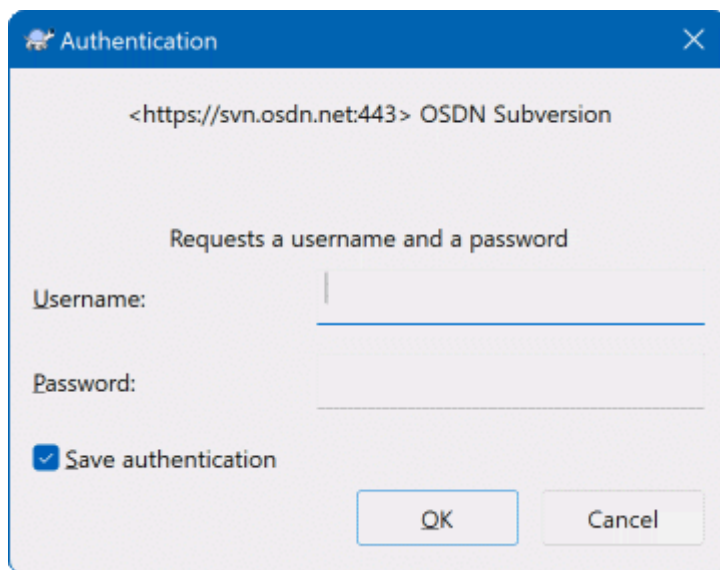 Authentication
<https://svn.osdn.net:443> OSDN Subversion
Requests a username and a password
Username:
Password:
Save authentication
OK
Cancel